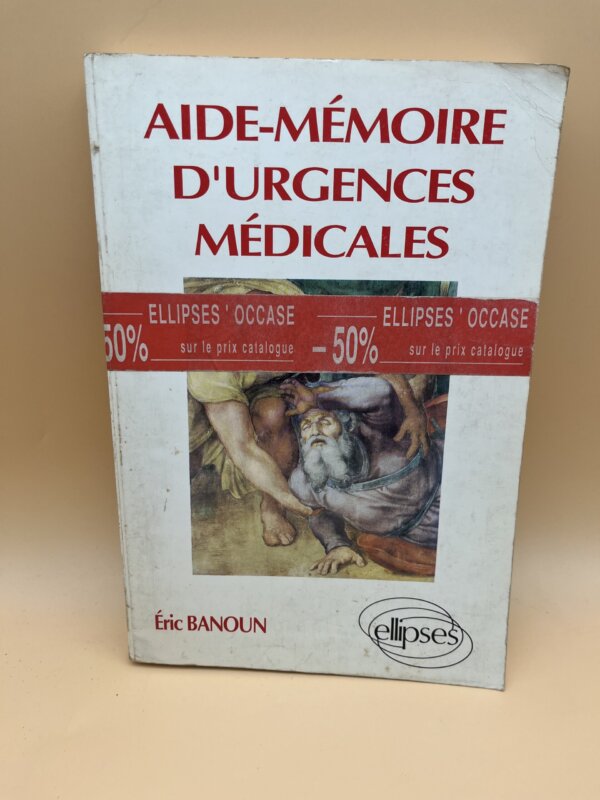 AIDE-MÉMOIRE
D'URGENCES
MÉDICALES
ELLIPSES ' OCCASE
50%
sur le prix catalogue
ELLIPSES ' OCCASE
- 50%
sur le prix catalogue
Éric BANOUN
ellipses